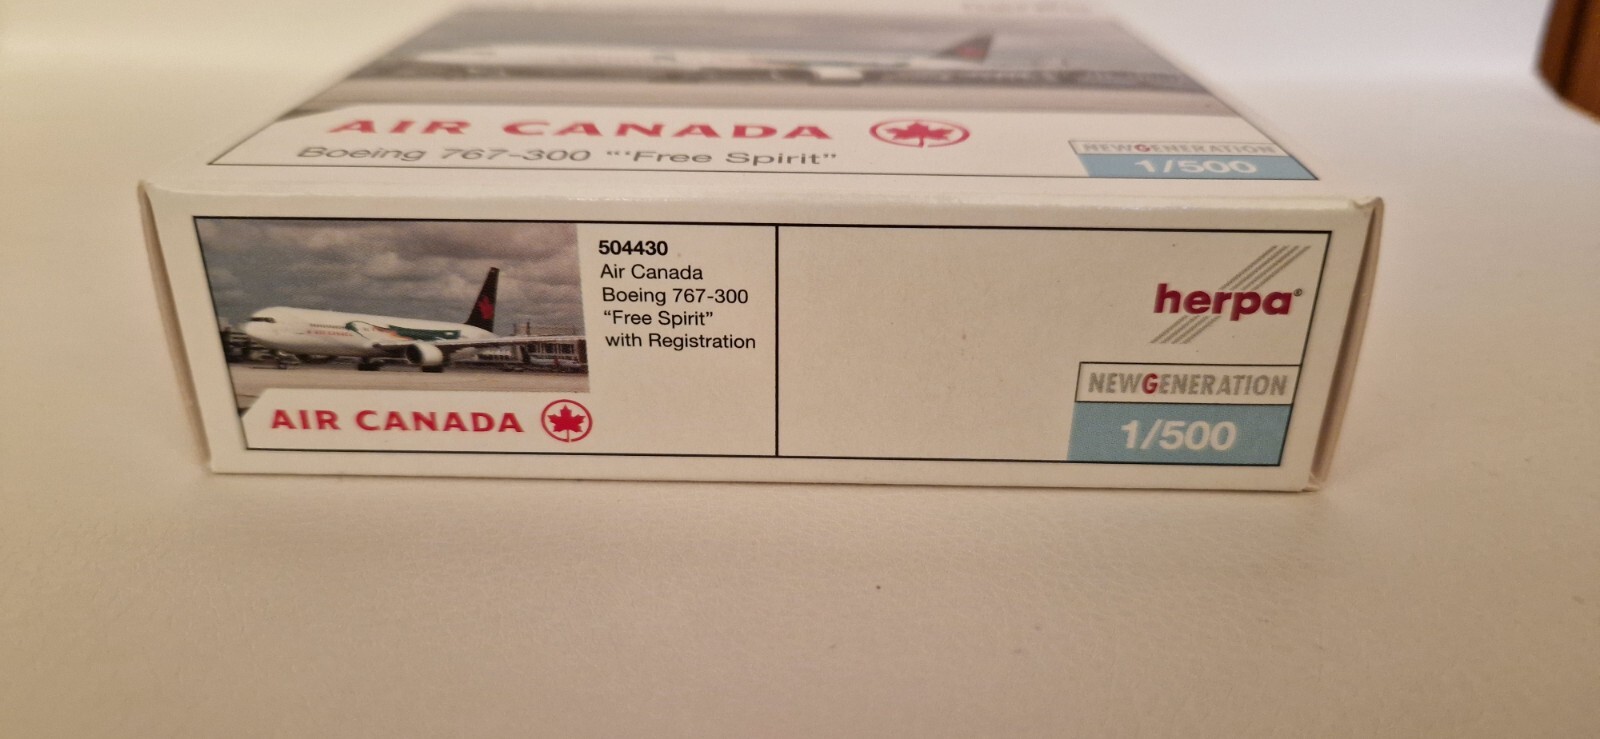 AIR CANADA
Boeing 767-300 "'Free Spirit"
NEWGENERATION
1/500
504430
Air Canada
Boeing 767-300
“Free Spirit”
with Registration
AIR CANADA
herpa®
NEWGENERATION
1/500